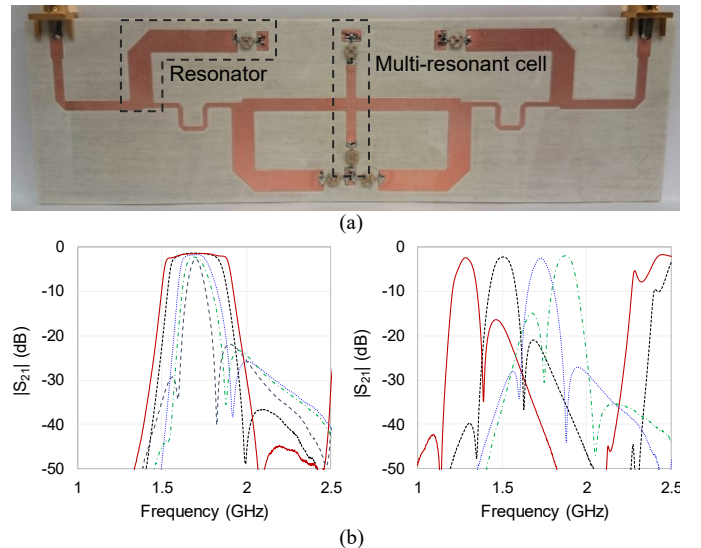 Resonator
Multi-resonant cell
(a)
0
-10
-20
-30
-40
-50
|S21| (dB)
1
1.5
2
2.5
Frequency (GHz)
0
-10
-20
-30
-40
-50
|S21| (dB)
1
1.5
2
2.5
Frequency (GHz)
(b)